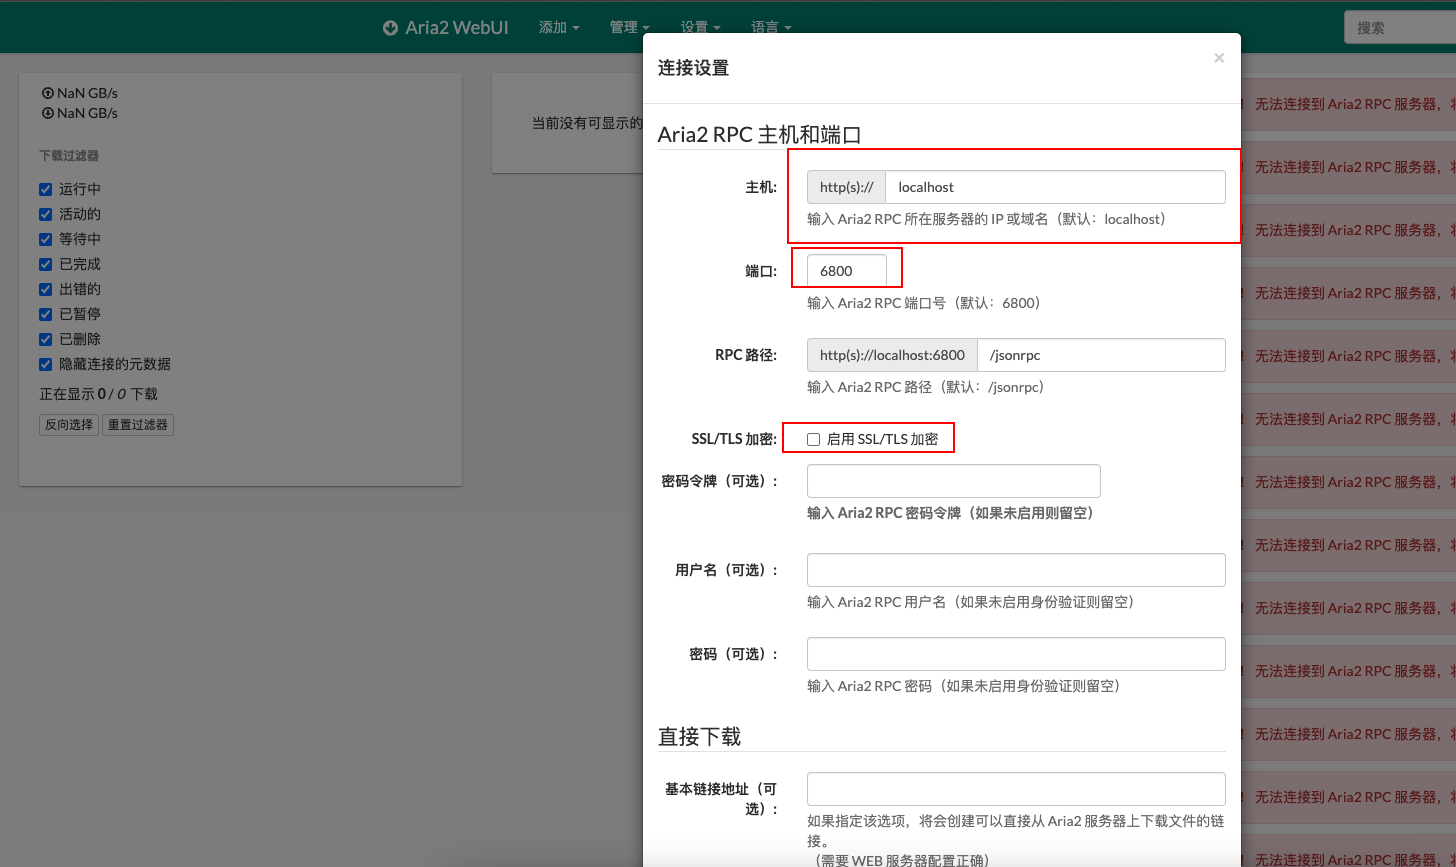 Aria2 WebUI 添加 管理 设置 语言 搜索
NaN GB/s
NaN GB/s
下载过滤器
运行中
活动的
等待中
已完成
出错的
已暂停
已删除
隐藏连接的元数据
正在显示 0 / 0 下载
反向选择 重置过滤器
当前没有可显示的
连接设置 ×
Aria2 RPC 主机和端口
主机: http(s):// localhost
输入 Aria2 RPC 所在服务器的 IP 或域名（默认：localhost）
端口: 6800
输入 Aria2 RPC 端口号（默认：6800）
RPC 路径: http(s)://localhost:6800 /jsonrpc
输入 Aria2 RPC 路径（默认：/jsonrpc）
SSL/TLS 加密: 启用 SSL/TLS 加密
密码令牌（可选）:
输入 Aria2 RPC 密码令牌（如果未启用则留空）
用户名（可选）:
输入 Aria2 RPC 用户名（如果未启用身份验证则留空）
密码（可选）:
输入 Aria2 RPC 密码（如果未启用身份验证则留空）
直接下载
基本链接地址（可
选）:
如果指定该选项，将会创建可以直接从 Aria2 服务器上下载文件的链
接。
（需要 WEB 服务器配置正确）
! 无法连接到 Aria2 RPC 服务器，
! 无法连接到 Aria2 RPC 服务器，
! 无法连接到 Aria2 RPC 服务器，
! 无法连接到 Aria2 RPC 服务器，
! 无法连接到 Aria2 RPC 服务器，
! 无法连接到 Aria2 RPC 服务器，
! 无法连接到 Aria2 RPC 服务器，
! 无法连接到 Aria2 RPC 服务器，
! 无法连接到 Aria2 RPC 服务器，
! 无法连接到 Aria2 RPC 服务器，
! 无法连接到 Aria2 RPC 服务器，
! 无法连接到 Aria2 RPC 服务器，
! 无法连接到 Aria2 RPC 服务器，